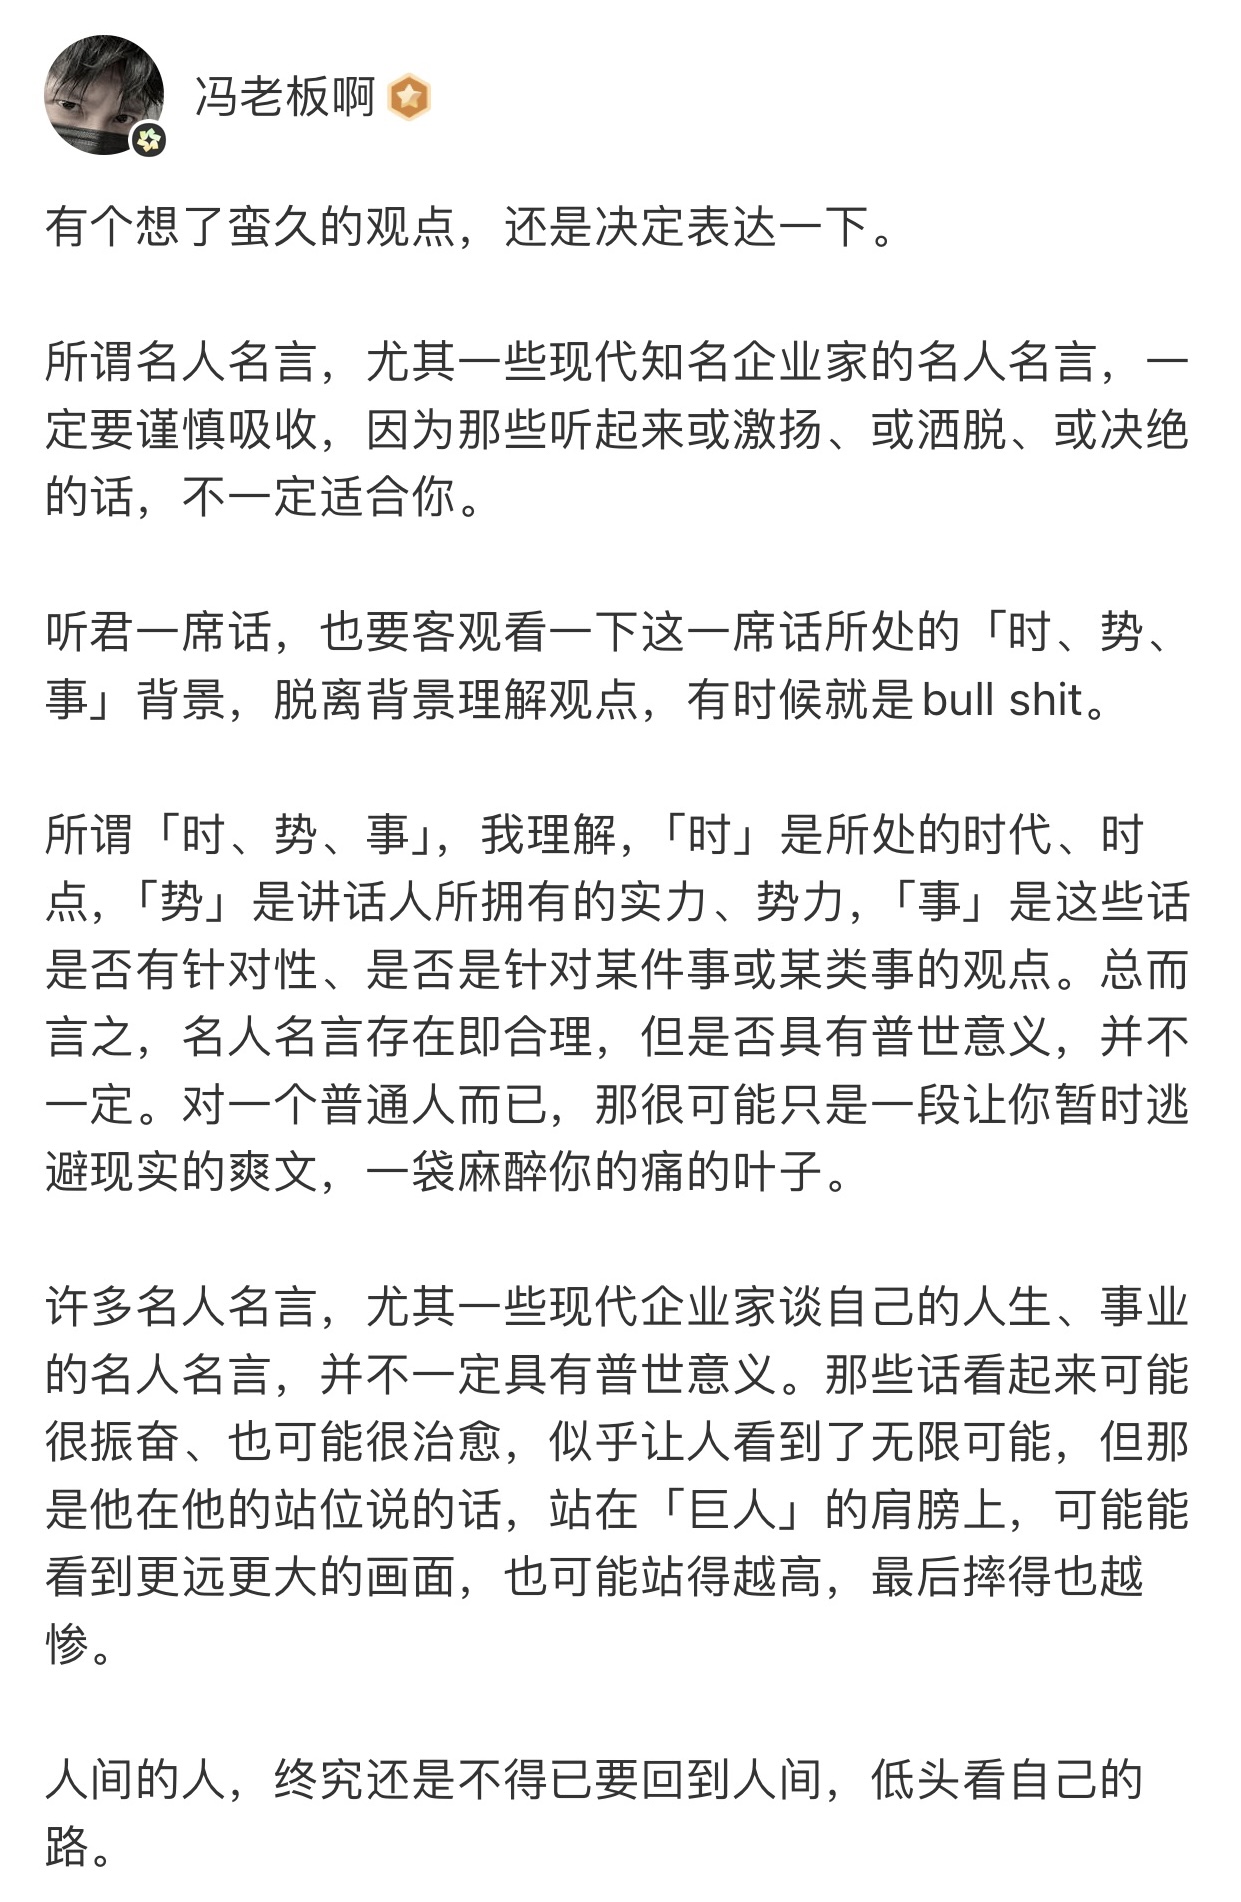 冯老板啊
有个想了蛮久的观点，还是决定表达一下。
所谓名人名言，尤其一些现代知名企业家的名人名言，一
定要谨慎吸收，因为那些听起来或激扬、或洒脱、或决绝
的话，不一定适合你。
听君一席话，也要客观看一下这一席话所处的「时、势、
事」背景，脱离背景理解观点，有时候就是bull shit。
所谓「时、势、事」，我理解，「时」是所处的时代、时
点，「势」是讲话人所拥有的实力、势力，「事」是这些话
是否有针对性、是否是针对某件事或某类事的观点。总而
言之，名人名言存在即合理，但是否具有普世意义，并不
一定。对一个普通人而已，那很可能只是一段让你暂时逃
避现实的爽文，一袋麻醉你的痛的叶子。
许多名人名言，尤其一些现代企业家谈自己的人生、事业
的名人名言，并不一定具有普世意义。那些话看起来可能
很振奋、也可能很治愈，似乎让人看到了无限可能，但那
是他在他的站位说的话，站在「巨人」的肩膀上，可能能
看到更远更大的画面，也可能站得越高，最后摔得也越
惨。
人间的人，终究还是不得已要回到人间，低头看自己的
路。